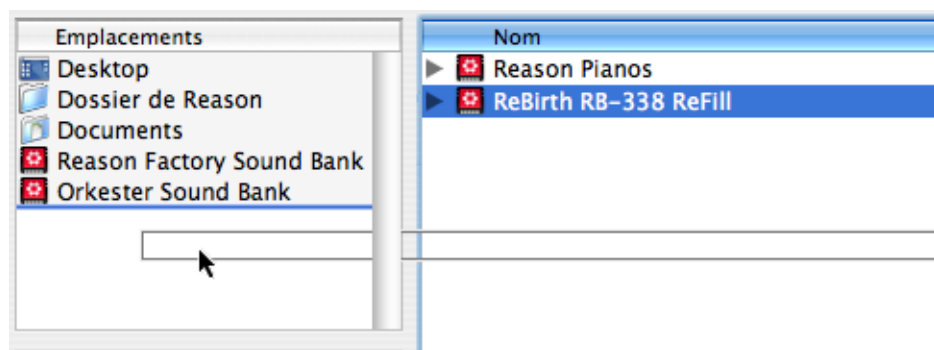 Emplacements
Desktop
Dossier de Reason
Documents
Reason Factory Sound Bank
Orkester Sound Bank
Nom
Reason Pianos
ReBirth RB-338 ReFill